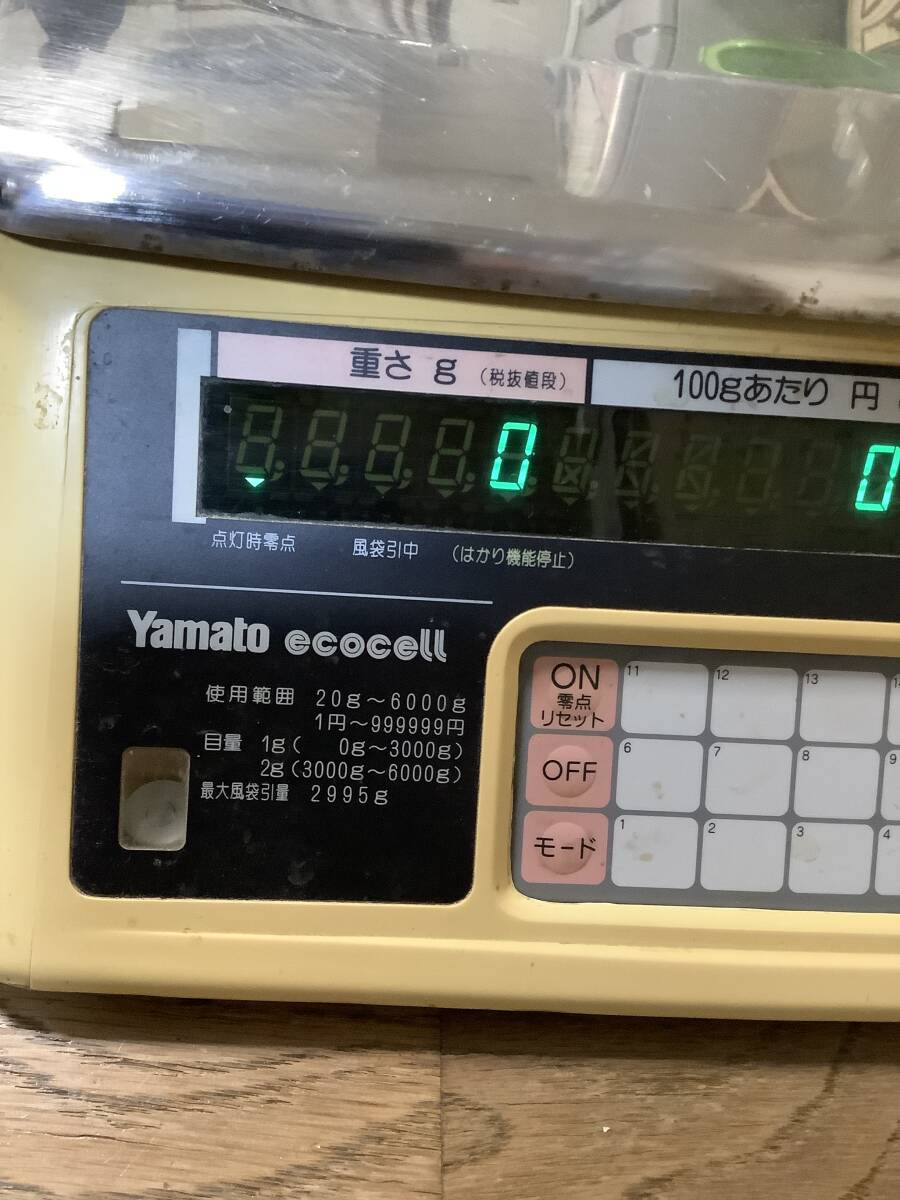 重さ g (税抜値段)
100gあたり 円
0 0
点灯時零点 風袋引中 (はかり機能停止)
Yamato ecocell
使用範囲 20g～6000g
1円～999999円
目量 1g( 0g～3000g)
2g(3000g～6000g)
最大風袋引量 2995g
ON
零点
リセット
11 12 13
OFF
6 7 8 9
モード
1 2 3 4